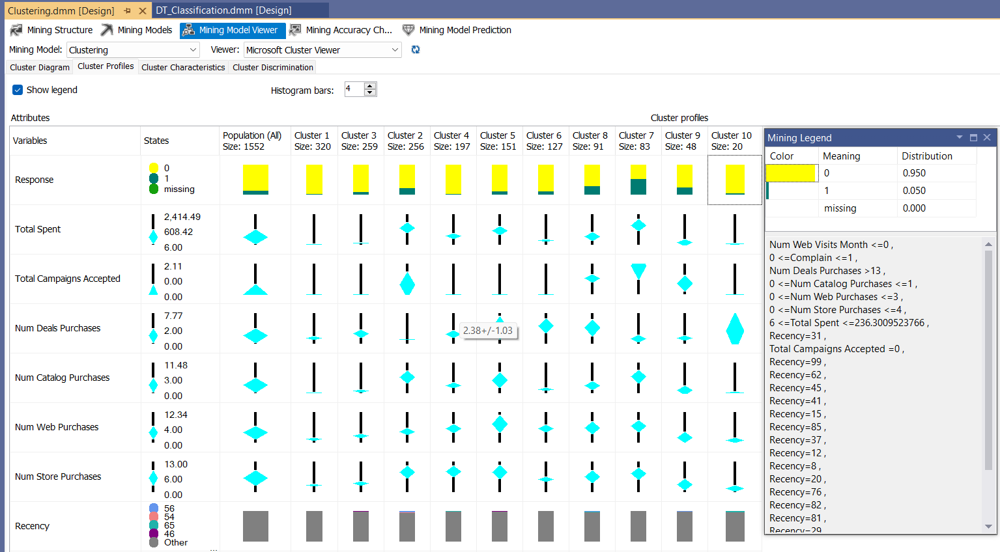 Clustering.dmm [Design] DT_Classification.dmm [Design]
Mining Structure Mining Models Mining Model Viewer Mining Accuracy Ch... Mining Model Prediction
Mining Model: Clustering Viewer: Microsoft Cluster Viewer
Cluster Diagram Cluster Profiles Cluster Characteristics Cluster Discrimination
Show legend Histogram bars: 4
Attributes Cluster profiles
Variables States Population (All) Cluster 1 Cluster 3 Cluster 2 Cluster 4 Cluster 5 Cluster 6 Cluster 8 Cluster 7 Cluster 9 Cluster 10
Size: 1552 Size: 320 Size: 259 Size: 256 Size: 197 Size: 151 Size: 127 Size: 91 Size: 83 Size: 48 Size: 20
Response
0
1
missing
Total Spent
2,414.49
608.42
6.00
Total Campaigns Accepted
2.11
0.00
0.00
Num Deals Purchases
7.77
2.00
0.00
2.38+/-1.03
Num Catalog Purchases
11.48
3.00
0.00
Num Web Purchases
12.34
4.00
0.00
Num Store Purchases
13.00
6.00
0.00
Recency
56
54
65
46
Other
...
Mining Legend
Color Meaning Distribution
0 0.950
1 0.050
missing 0.000
Num Web Visits Month <=0 ,
0 <=Complain <=1 ,
Num Deals Purchases >13 ,
0 <=Num Catalog Purchases <=1 ,
0 <=Num Web Purchases <=3 ,
0 <=Num Store Purchases <=4 ,
6 <=Total Spent <=236.3009523766 ,
Recency=31 ,
Total Campaigns Accepted =0 ,
Recency=99 ,
Recency=62 ,
Recency=45 ,
Recency=41 ,
Recency=15 ,
Recency=85 ,
Recency=37 ,
Recency=12 ,
Recency=8 ,
Recency=20 ,
Recency=76 ,
Recency=82 ,
Recency=81 ,
Recency=29